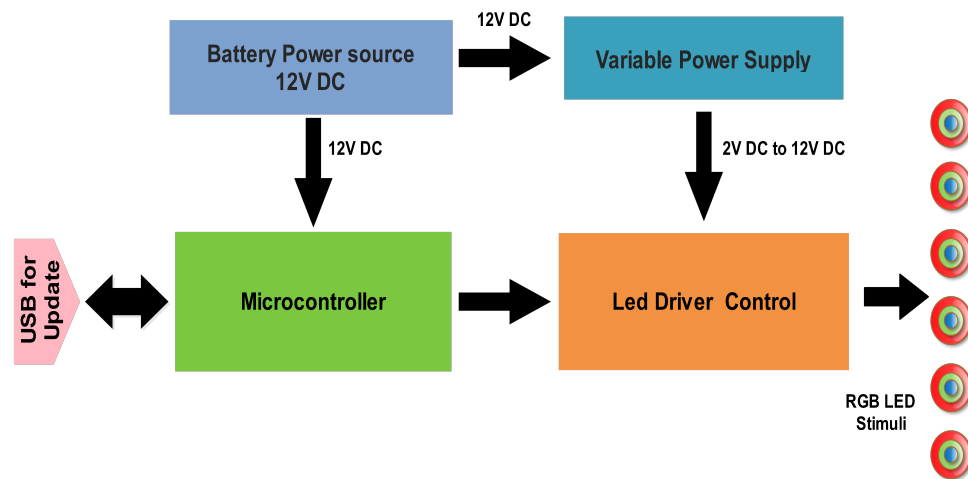 12V DC
Battery Power source
12V DC
Variable Power Supply
12V DC
2V DC to 12V DC
USB for
Update
Microcontroller
Led Driver Control
RGB LED
Stimuli